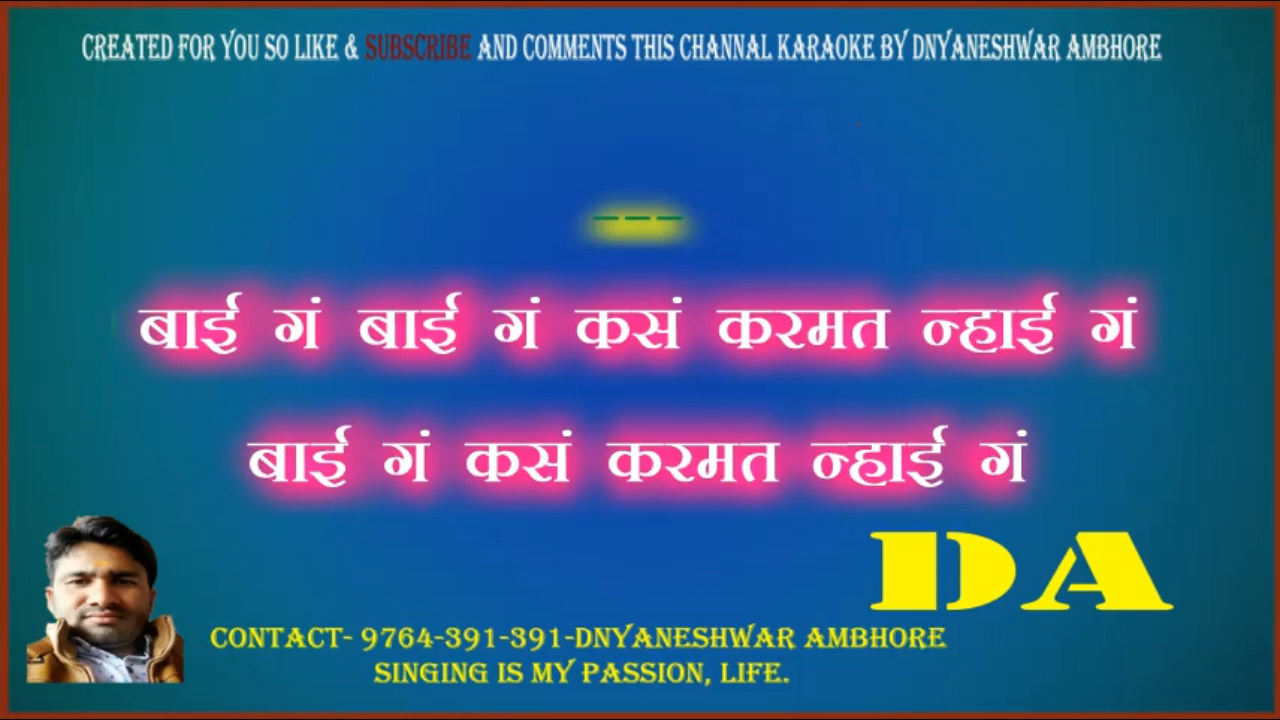 CREATED FOR YOU SO LIKE & SUBSCRIBE AND COMMENTS THIS CHANNAL KARAOKE BY DNYANESHWAR AMBHORE
---
बाई गं बाई गं कसं करमत न्हाई गं
बाई गं कसं करमत न्हाई गं
DA
CONTACT- 9764-391-391-DNYANESHWAR AMBHORE
SINGING IS MY PASSION, LIFE.